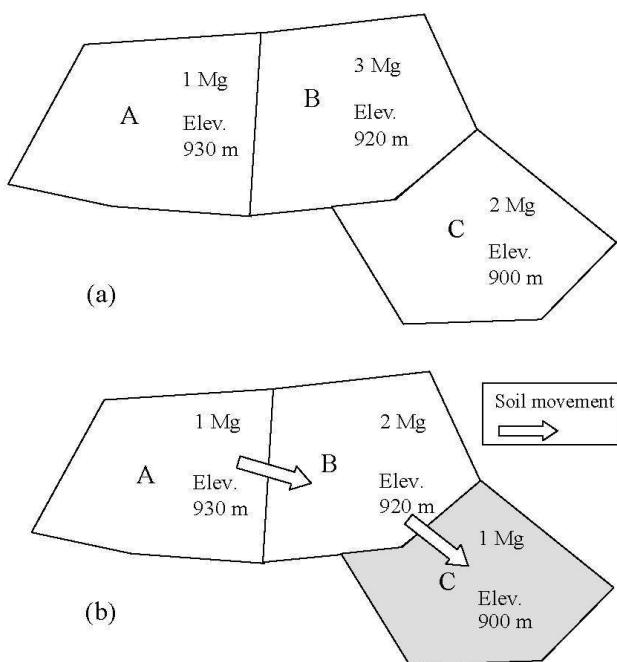 1 Mg
A
Elev.
930 m
3 Mg
B
Elev.
920 m
2 Mg
C
Elev.
900 m
(a)
Soil movement
1 Mg
A
Elev.
930 m
2 Mg
B
Elev.
920 m
1 Mg
C
Elev.
900 m
(b)